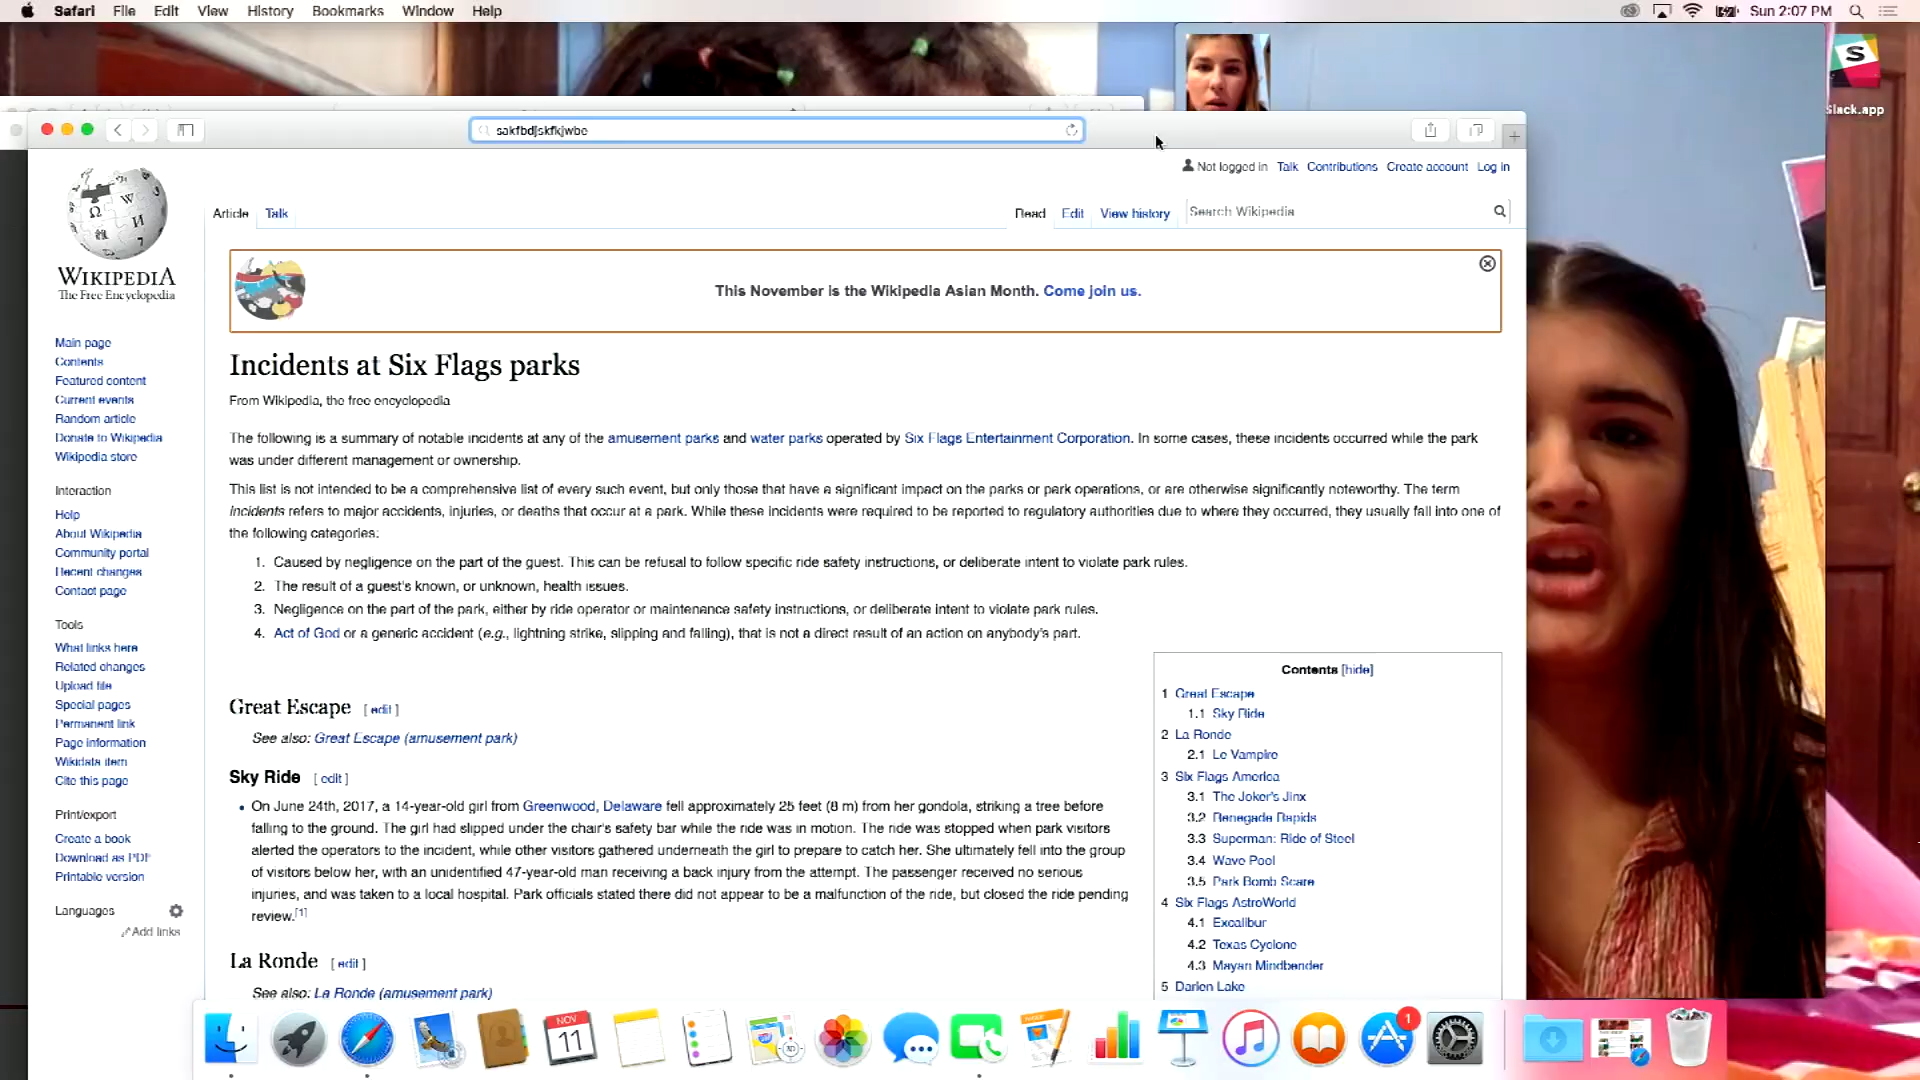 Safari File Edit View History Bookmarks Window Help
Sun 2:07 PM
S
Slack.app
sakfbdjskfkjwbe
Not logged in Talk Contributions Create account Log in
Article Talk
Read Edit View history Search Wikipedia
WIKIPEDIA
The Free Encyclopedia
This November is the Wikipedia Asian Month. Come join us.
Main page
Contents
Featured content
Current events
Random article
Donate to Wikipedia
Wikipedia store
Interaction
Help
About Wikipedia
Community portal
Recent changes
Contact page
Tools
What links here
Related changes
Upload file
Special pages
Permanent link
Page information
Wikidata item
Cite this page
Print/export
Create a book
Download as PDF
Printable version
Languages
Add links
Incidents at Six Flags parks
From Wikipedia, the free encyclopedia
The following is a summary of notable incidents at any of the amusement parks and water parks operated by Six Flags Entertainment Corporation. In some cases, these incidents occurred while the park
was under different management or ownership.
This list is not intended to be a comprehensive list of every such event, but only those that have a significant impact on the parks or park operations, or are otherwise significantly noteworthy. The term
incidents refers to major accidents, injuries, or deaths that occur at a park. While these incidents were required to be reported to regulatory authorities due to where they occurred, they usually fall into one of
the following categories:
1. Caused by negligence on the part of the guest. This can be refusal to follow specific ride safety instructions, or deliberate intent to violate park rules.
2. The result of a guest's known, or unknown, health issues.
3. Negligence on the part of the park, either by ride operator or maintenance safety instructions, or deliberate intent to violate park rules.
4. Act of God or a generic accident (e.g., lightning strike, slipping and falling), that is not a direct result of an action on anybody's part.
Great Escape [ edit ]
See also: Great Escape (amusement park)
Sky Ride [ edit ]
• On June 24th, 2017, a 14-year-old girl from Greenwood, Delaware fell approximately 25 feet (8 m) from her gondola, striking a tree before
falling to the ground. The girl had slipped under the chair's safety bar while the ride was in motion. The ride was stopped when park visitors
alerted the operators to the incident, while other visitors gathered underneath the girl to prepare to catch her. She ultimately fell into the group
of visitors below her, with an unidentified 47-year-old man receiving a back injury from the attempt. The passenger received no serious
injuries, and was taken to a local hospital. Park officials stated there did not appear to be a malfunction of the ride, but closed the ride pending
review.[1]
La Ronde [ edit ]
See also: La Ronde (amusement park)
Contents [hide]
1 Great Escape
1.1 Sky Ride
2 La Ronde
2.1 Le Vampire
3 Six Flags America
3.1 The Joker's Jinx
3.2 Renegade Rapids
3.3 Superman: Ride of Steel
3.4 Wave Pool
3.5 Park Bomb Scare
4 Six Flags AstroWorld
4.1 Excalibur
4.2 Texas Cyclone
4.3 Mayan Mindbender
5 Darien Lake
NOV
11
1